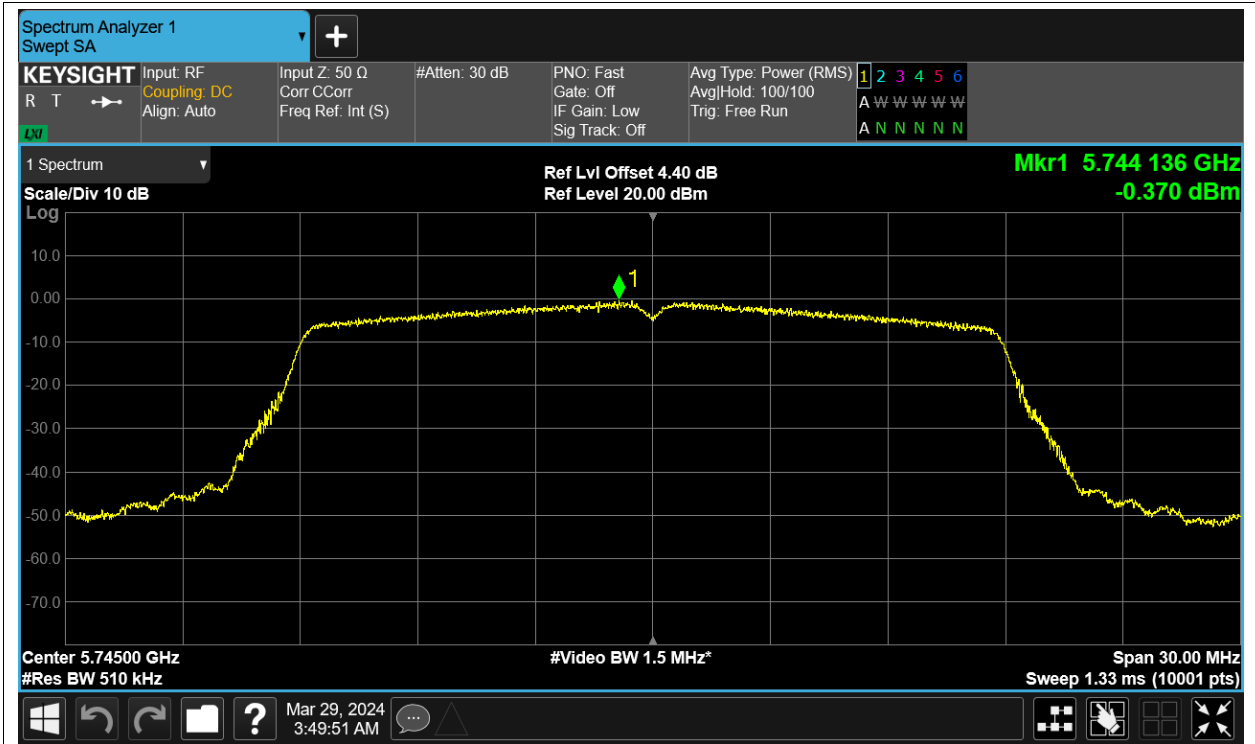 Spectrum Analyzer 1
Swept SA
KEYSIGHT
R T
LXI
Input: RF
Coupling: DC
Align: Auto
Input Z: 50 Ω
Corr CCorr
Freq Ref: Int (S)
#Atten: 30 dB
PNO: Fast
Gate: Off
IF Gain: Low
Sig Track: Off
Avg Type: Power (RMS)
Avg|Hold: 100/100
Trig: Free Run
1 2 3 4 5 6
A W W W W W
A N N N N N
1 Spectrum
Scale/Div 10 dB
Log
Ref Lvl Offset 4.40 dB
Ref Level 20.00 dBm
Mkr1 5.744 136 GHz
-0.370 dBm
1
10.0
0.00
-10.0
-20.0
-30.0
-40.0
-50.0
-60.0
-70.0
Center 5.74500 GHz
#Res BW 510 kHz
#Video BW 1.5 MHz*
Span 30.00 MHz
Sweep 1.33 ms (10001 pts)
?
Mar 29, 2024
3:49:51 AM